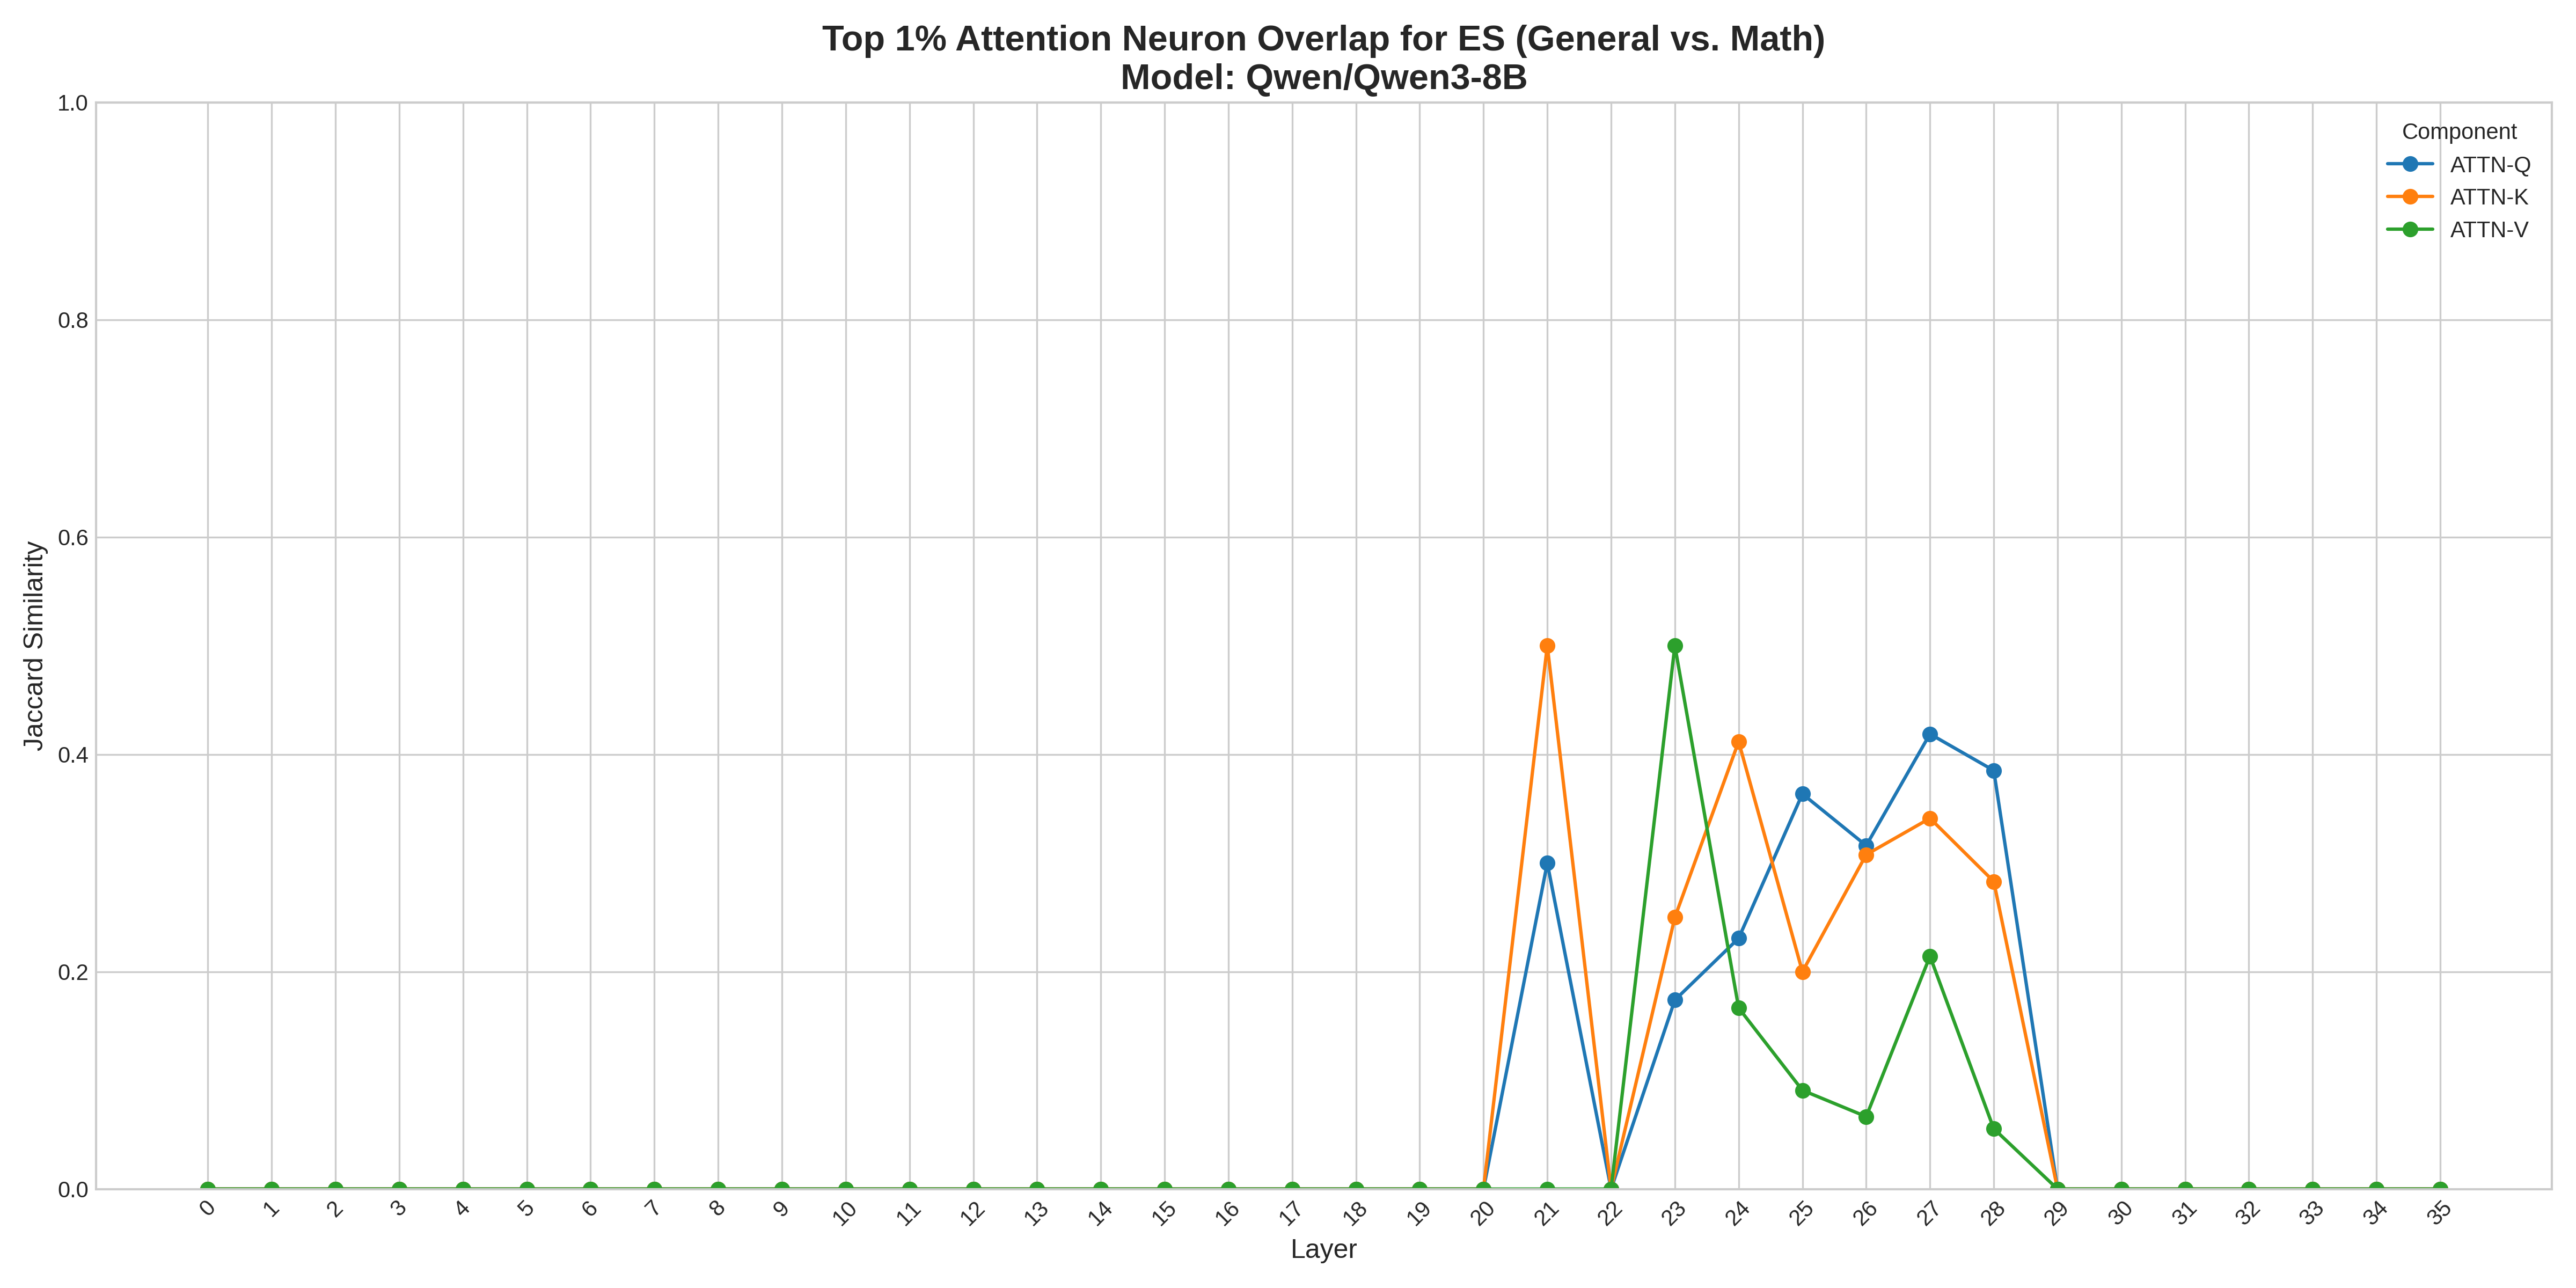 Top 1% Attention Neuron Overlap for ES (General vs. Math)
Model: Qwen/Qwen3-8B
Component
ATTN-Q
ATTN-K
ATTN-V
Jaccard Similarity
1.0
0.8
0.6
0.4
0.2
0.0
0 1 2 3 4 5 6 7 8 9 10 11 12 13 14 15 16 17 18 19 20 21 22 23 24 25 26 27 28 29 30 31 32 33 34 35
Layer